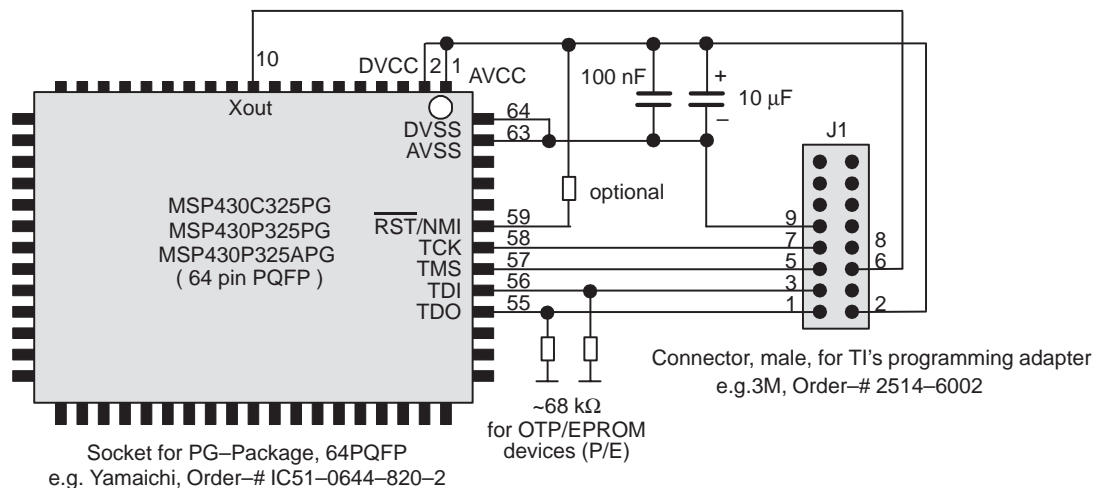 10
DVCC
2
1
AVCC
Xout
100 nF
+
10 μF
–
64
DVSS
63
AVSS
J1
optional
MSP430C325PG
MSP430P325PG
MSP430P325APG
( 64 pin PQFP )
59
RST/NMI
9
58
TCK
7
8
57
TMS
5
6
56
TDI
3
55
TDO
1
2
Connector, male, for TI's programming adapter
e.g.3M, Order–# 2514–6002
~68 kΩ
for OTP/EPROM
devices (P/E)
Socket for PG–Package, 64PQFP
e.g. Yamaichi, Order–# IC51–0644–820–2